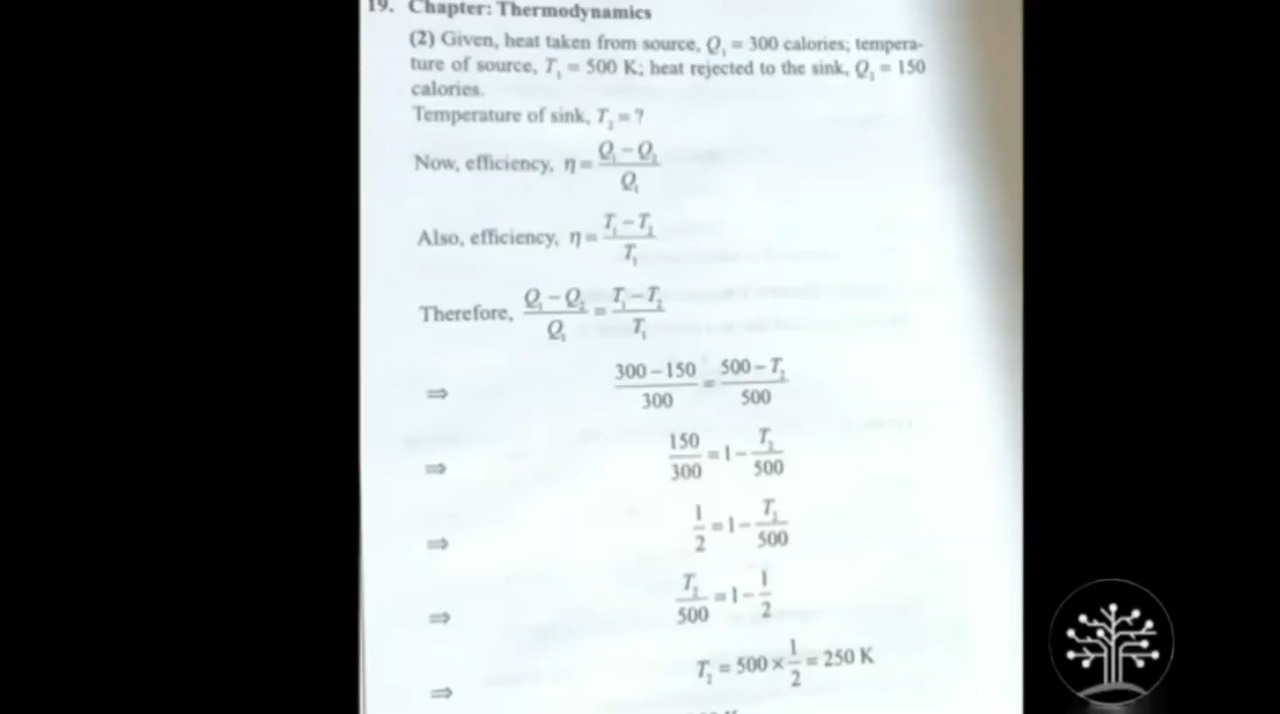 19. Chapter: Thermodynamics
(2) Given, heat taken from source, Q₁ = 300 calories; tempera-
ture of source, T₁ = 500 K; heat rejected to the sink, Q₂ = 150
calories.
Temperature of sink, T₂ = ?
Now, efficiency, η = (Q₁ − Q₂)/Q₁
Also, efficiency, η = (T₁ − T₂)/T₁
Therefore, (Q₁ − Q₂)/Q₁ = (T₁ − T₂)/T₁
⇒ (300 − 150)/300 = (500 − T₂)/500
⇒ 150/300 = 1 − T₂/500
⇒ 1/2 = 1 − T₂/500
⇒ T₂/500 = 1 − 1/2
⇒ T₂ = 500 × 1/2 = 250 K